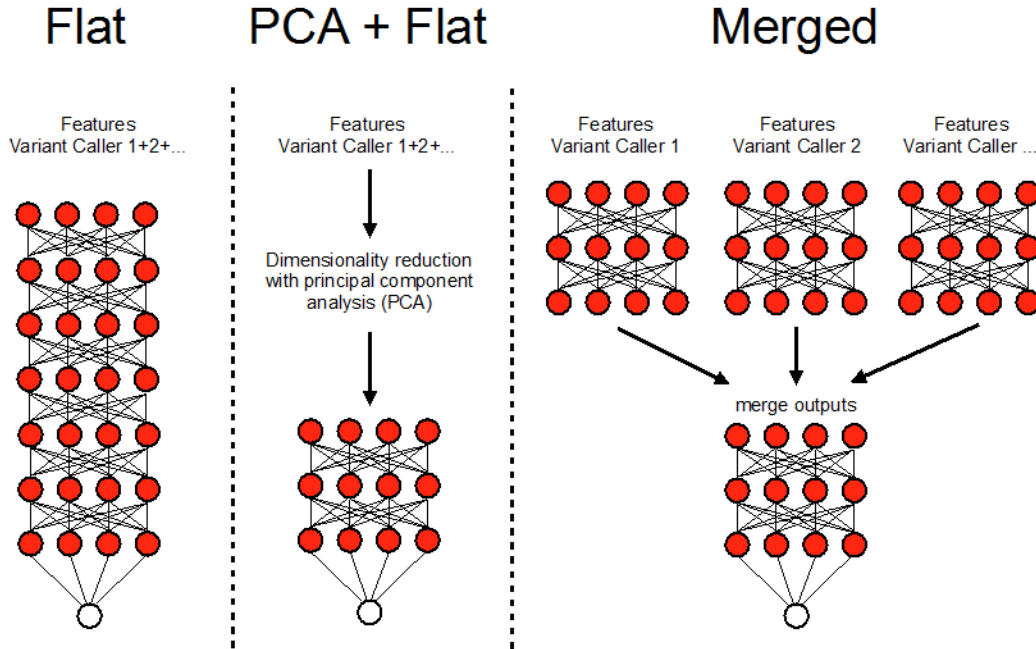 Flat
PCA + Flat
Merged
Features
Variant Caller 1+2+...
Features
Variant Caller 1+2+...
Dimensionality reduction
with principal component
analysis (PCA)
Features
Variant Caller 1
Features
Variant Caller 2
Features
Variant Caller ...
merge outputs